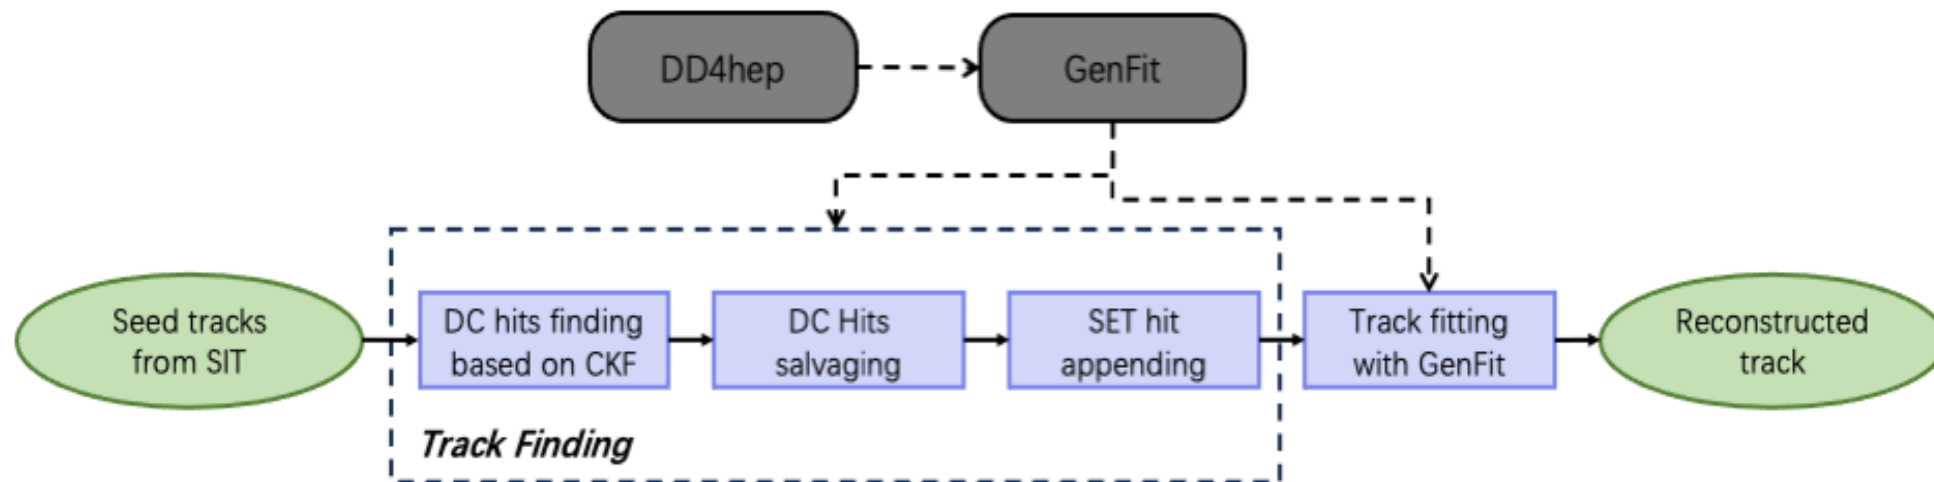 DD4hep
GenFit
Seed tracks
from SIT
DC hits finding
based on CKF
DC Hits
salvaging
SET hit
appending
Track fitting
with GenFit
Reconstructed
track
Track Finding